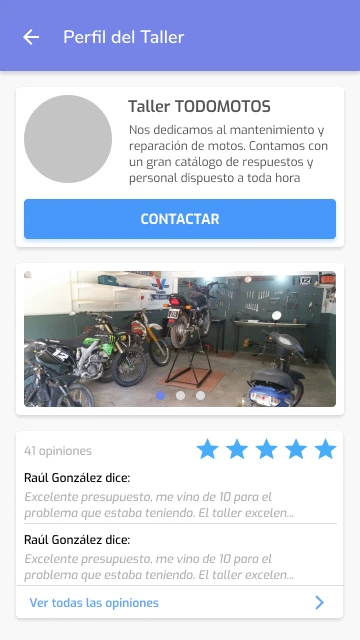 Perfil del Taller
Taller TODOMOTOS
Nos dedicamos al mantenimiento y
reparación de motos. Contamos con
un gran catálogo de respuestos y
personal dispuesto a toda hora
CONTACTAR
12
41 opiniones
Raúl González dice:
Excelente presupuesto, me vino de 10 para el
problema que estaba teniendo. El taller excelen...
Raúl González dice:
Excelente presupuesto, me vino de 10 para el
problema que estaba teniendo. El taller excelen...
Ver todas las opiniones